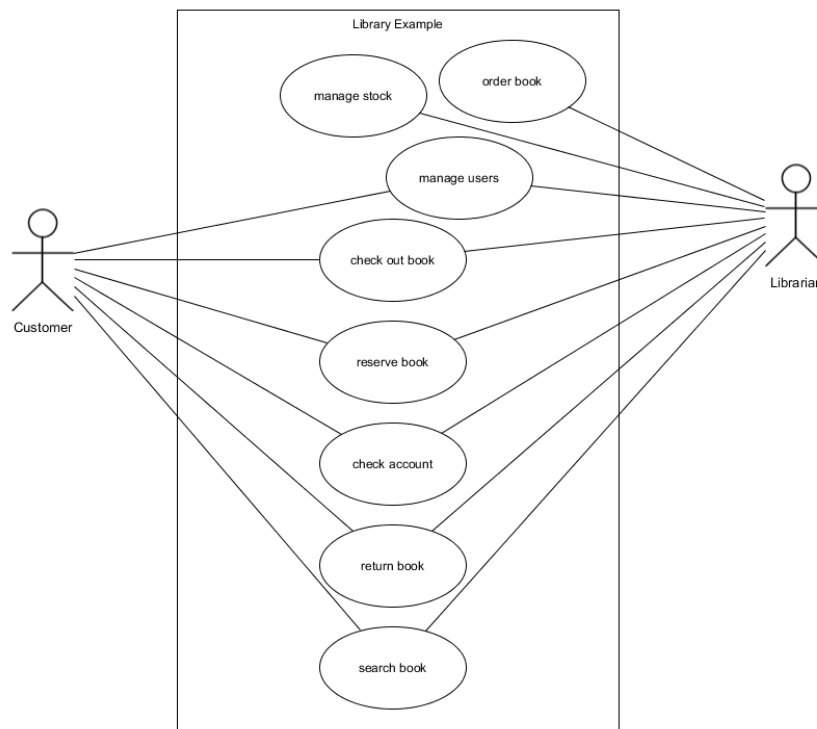 Library Example
order book
manage stock
manage users
check out book
Customer
Librarian
reserve book
check account
return book
search book